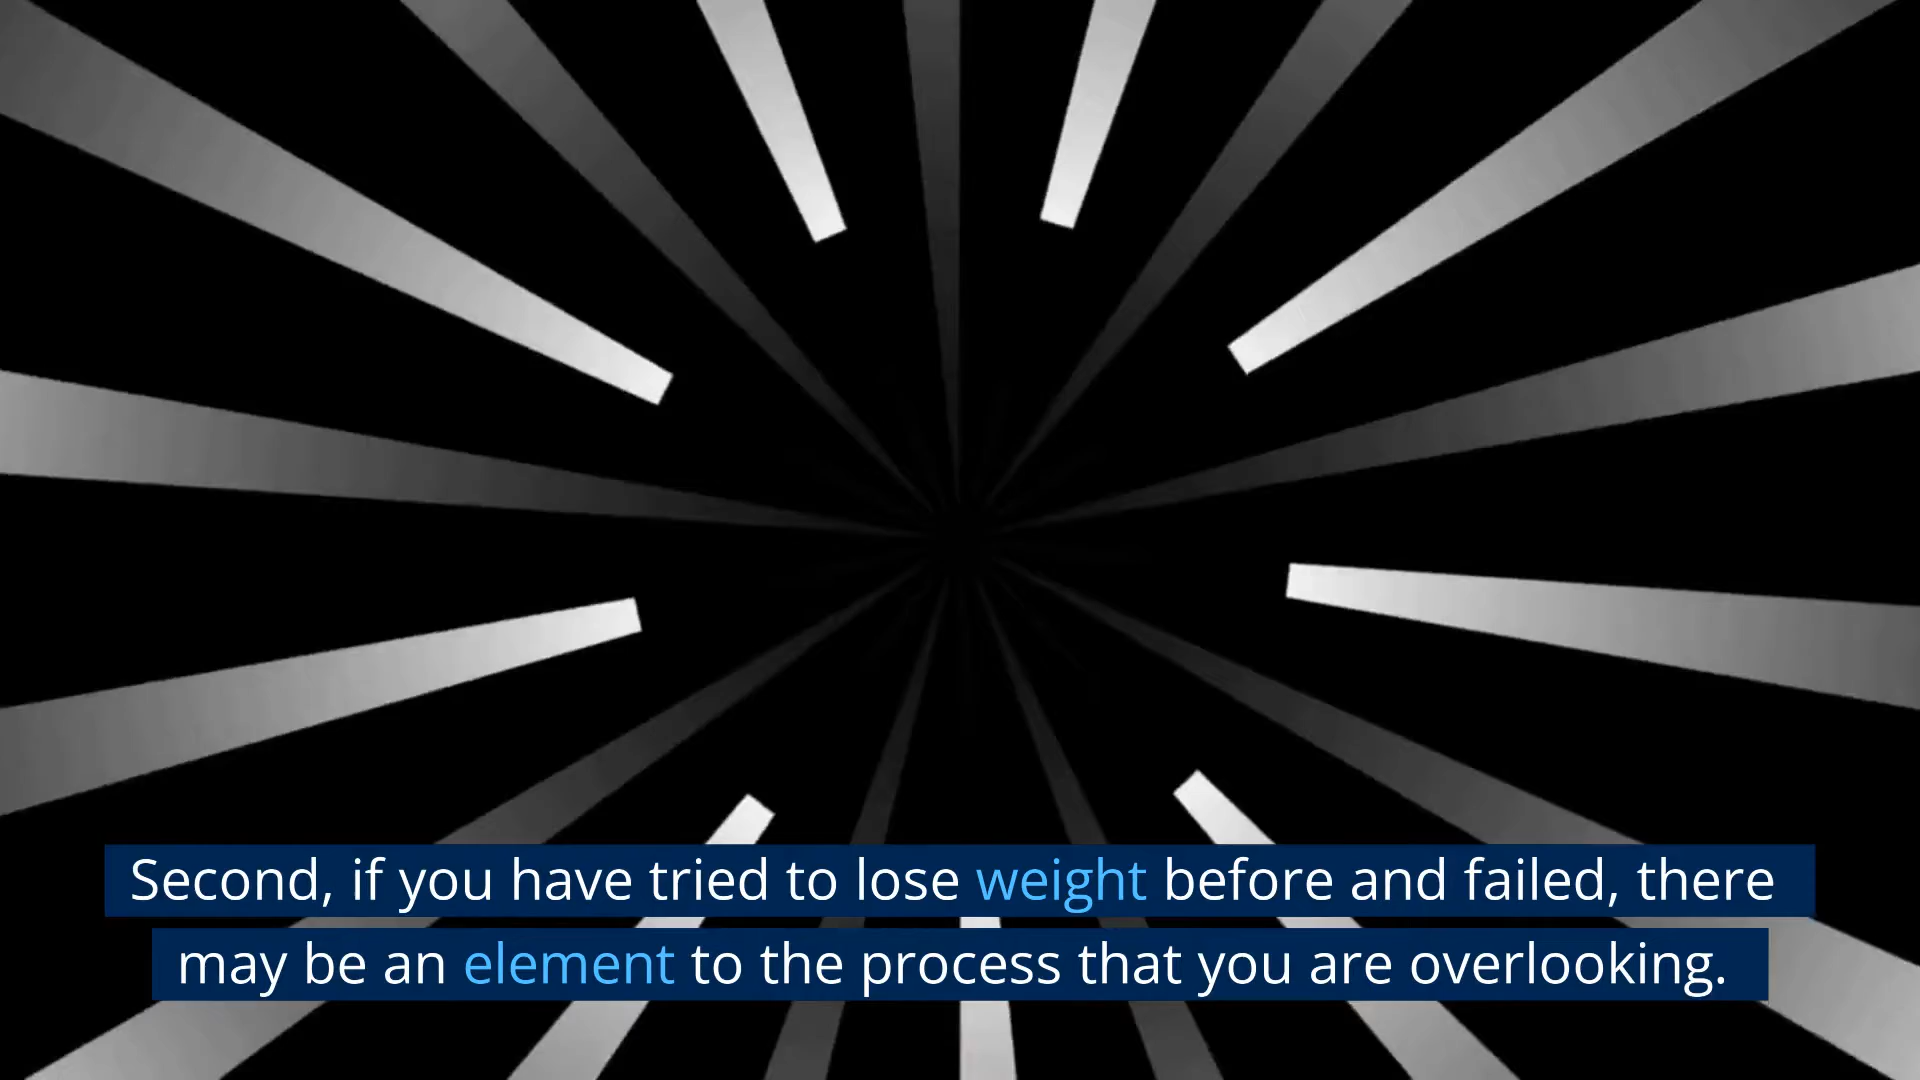 Second, if you have tried to lose weight before and failed, there
may be an element to the process that you are overlooking.